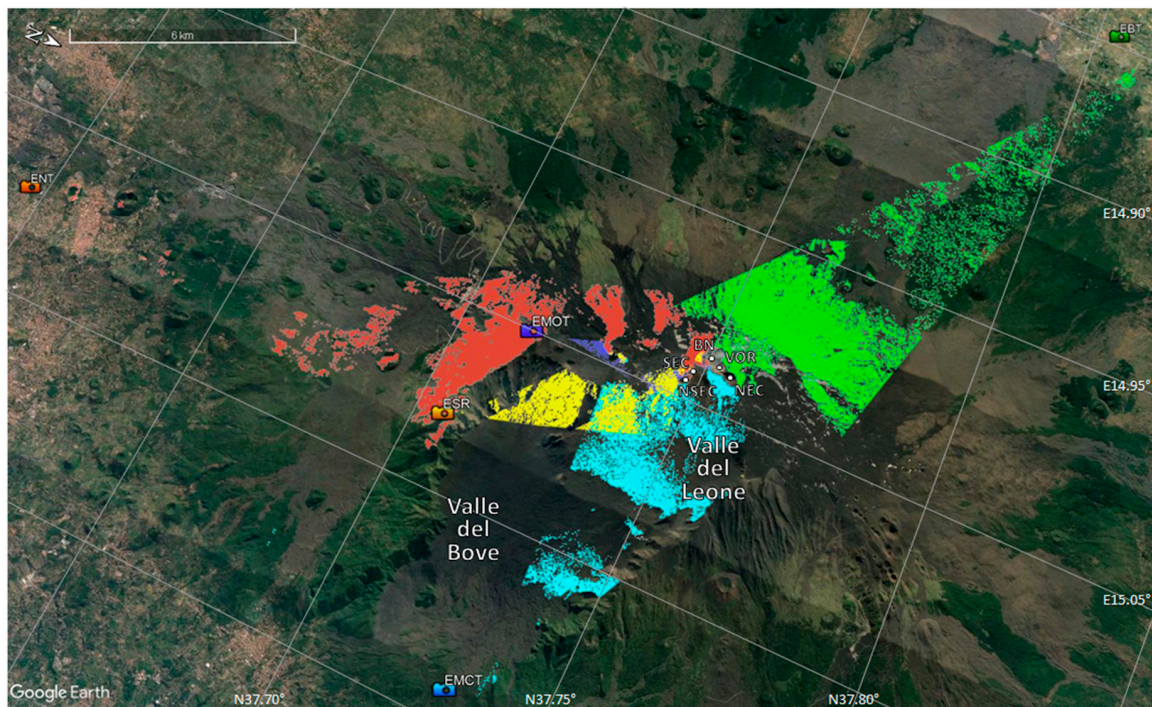 N
6 km
EBT
ENT
E14.90°
EMOT
BN
VOR
SEC
E14.95°
NSEC
NEC
ESR
Valle
del
Leone
Valle
del
Bove
E15.05°
EMCT
Google Earth
N37.70°
N37.75°
N37.80°